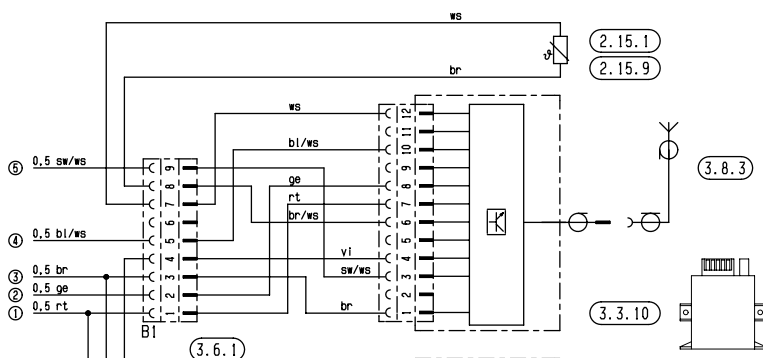 ws
2.15.1
br
2.15.9
ws
bl/ws
ge
rt
br/ws
vi
sw/ws
br
12
11
10
9
8
7
6
5
4
3
2
1
3.8.3
3.3.10
5 0,5 sw/ws
4 0,5 bl/ws
3 0,5 br
2 0,5 ge
1 0,5 rt
9
8
7
6
5
4
3
2
1
B1
3.6.1
ϑ